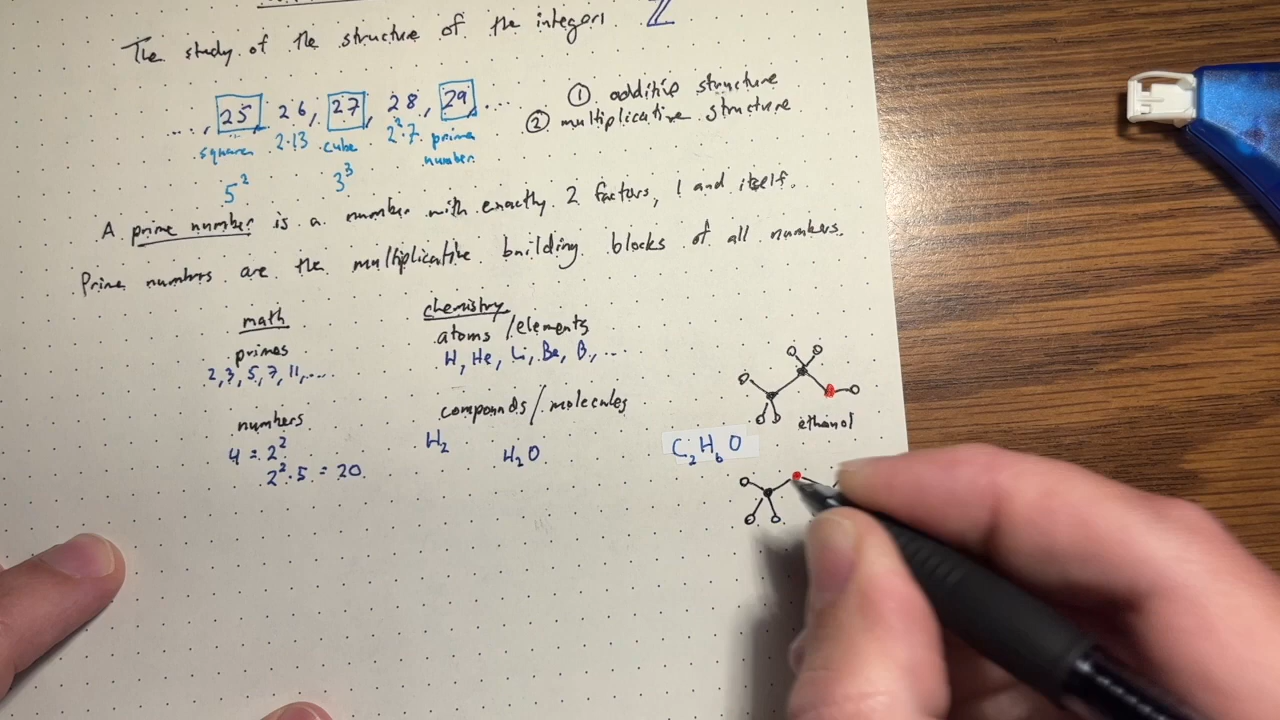 The study of the structure of the integers ℤ
..., 25, 26, 27, 28, 29, ...
square 2·13 cube 2²·7 prime number
5² 3³
① additive structure
② multiplicative structure
A prime number is a number with exactly 2 factors, 1 and itself.
Prime numbers are the multiplicative building blocks of all numbers.
math
primes
2, 3, 5, 7, 11, ...
numbers
4 = 2²
2²·5 = 20
chemistry
atoms/elements
H, He, Li, Be, B, ...
compounds/molecules
H₂ H₂O
ethanol
C₂H₆O